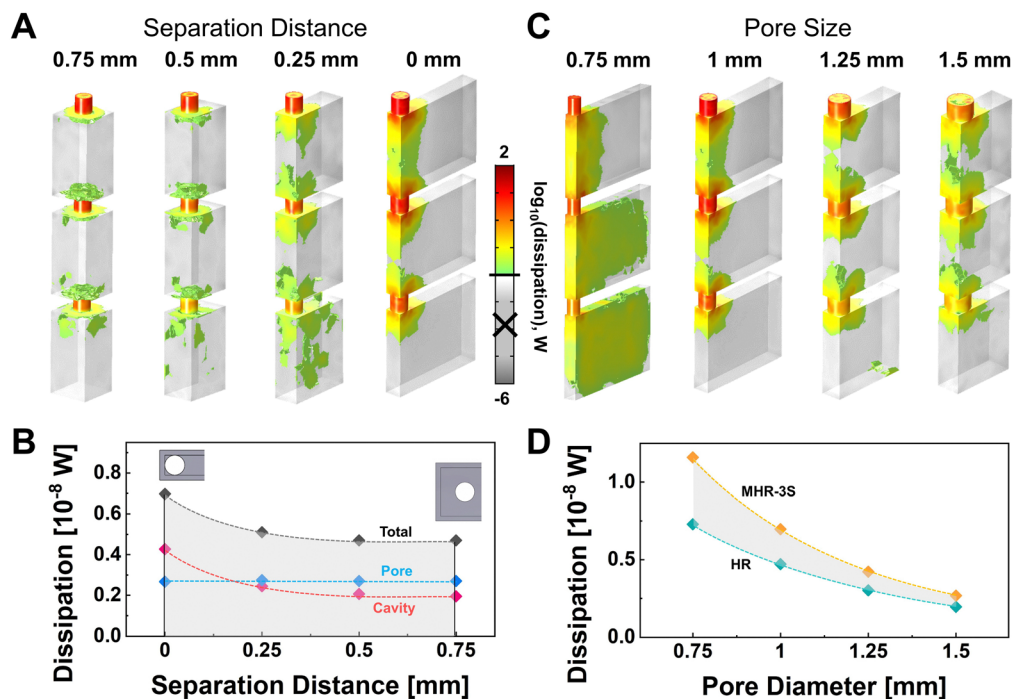 A
Separation Distance
0.75 mm 0.5 mm 0.25 mm 0 mm
2
log10(dissipation), W
-6
C
Pore Size
0.75 mm 1 mm 1.25 mm 1.5 mm
B
Dissipation [10⁻⁸ W]
0.8
0.6
0.4
0.2
0.0
Total
Pore
Cavity
0 0.25 0.5 0.75
Separation Distance [mm]
D
Dissipation [10⁻⁸ W]
1.0
0.5
0.0
MHR-3S
HR
0.75 1 1.25 1.5
Pore Diameter [mm]